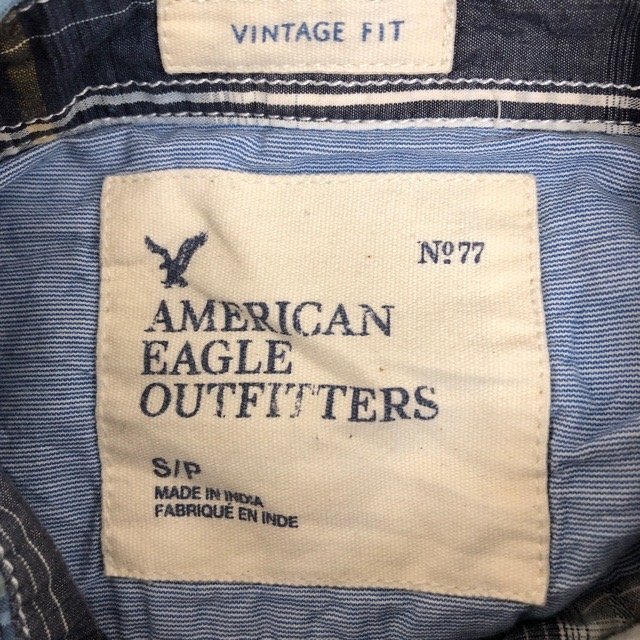 VINTAGE FIT
Nº77
AMERICAN
EAGLE
OUTFITTERS
S/P
MADE IN INDIA
FABRIQUÉ EN INDE